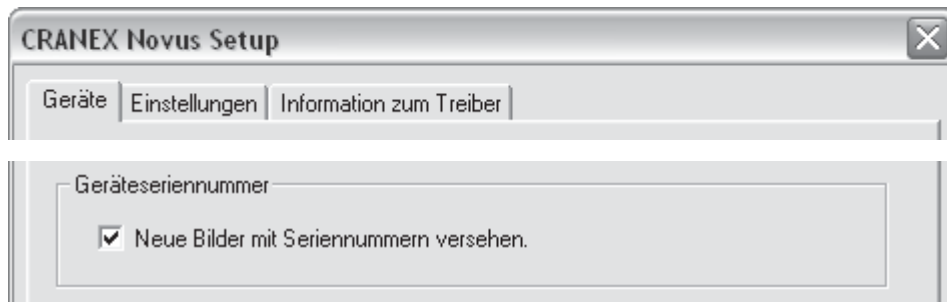 CRANEX Novus Setup
Geräte Einstellungen Information zum Treiber
Geräteseriennummer
Neue Bilder mit Seriennummern versehen.